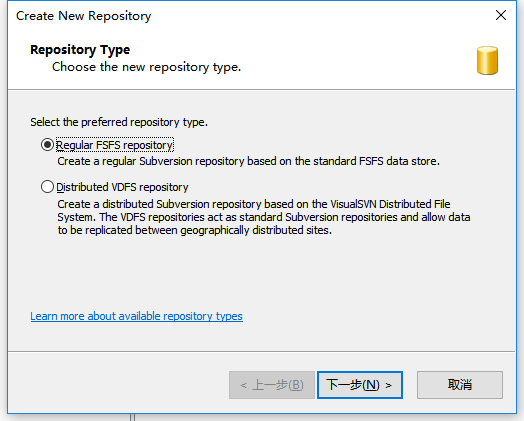 Create New Repository
Repository Type
Choose the new repository type.
Select the preferred repository type.
Regular FSFS repository
Create a regular Subversion repository based on the standard FSFS data store.
Distributed VDFS repository
Create a distributed Subversion repository based on the VisualSVN Distributed File
System. The VDFS repositories act as standard Subversion repositories and allow data
to be replicated between geographically distributed sites.
Learn more about available repository types
< 上一步(B) 下一步(N) > 取消